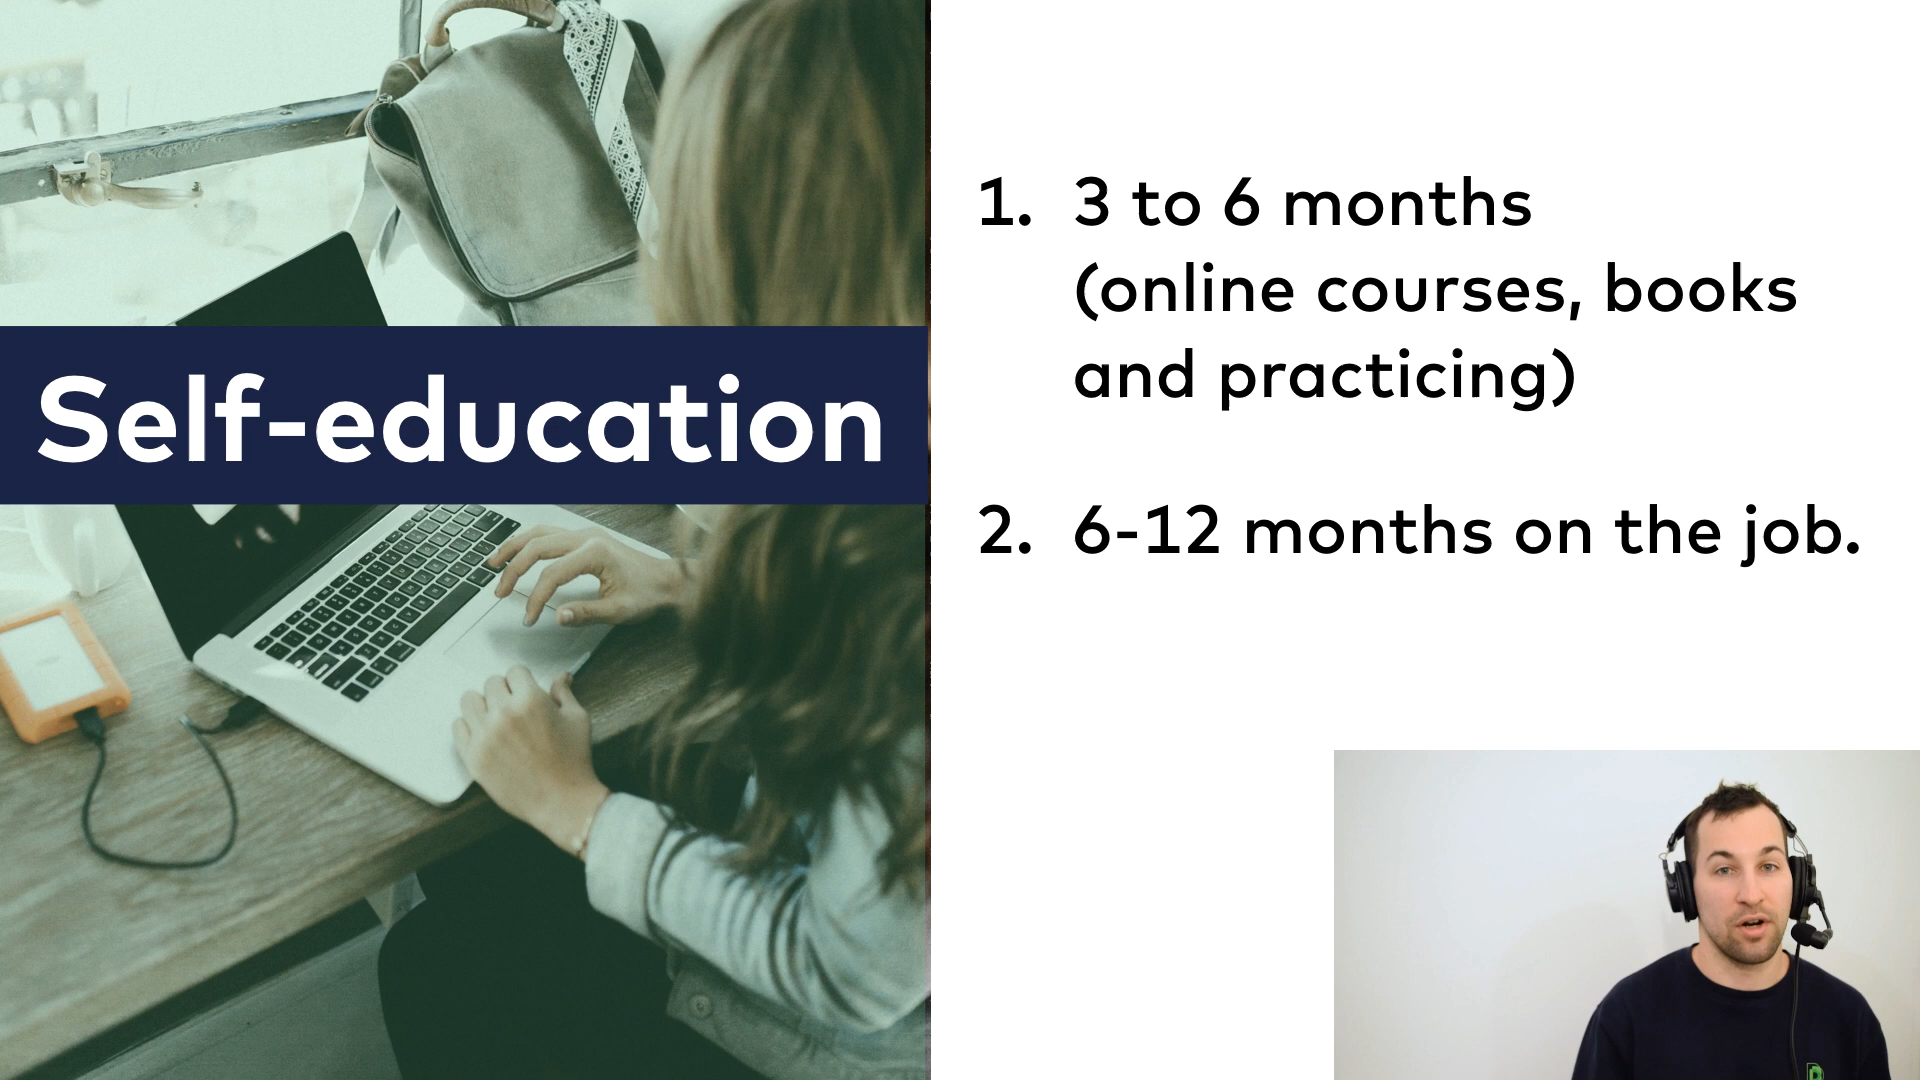 Self-education
1. 3 to 6 months
(online courses, books
and practicing)
2. 6-12 months on the job.